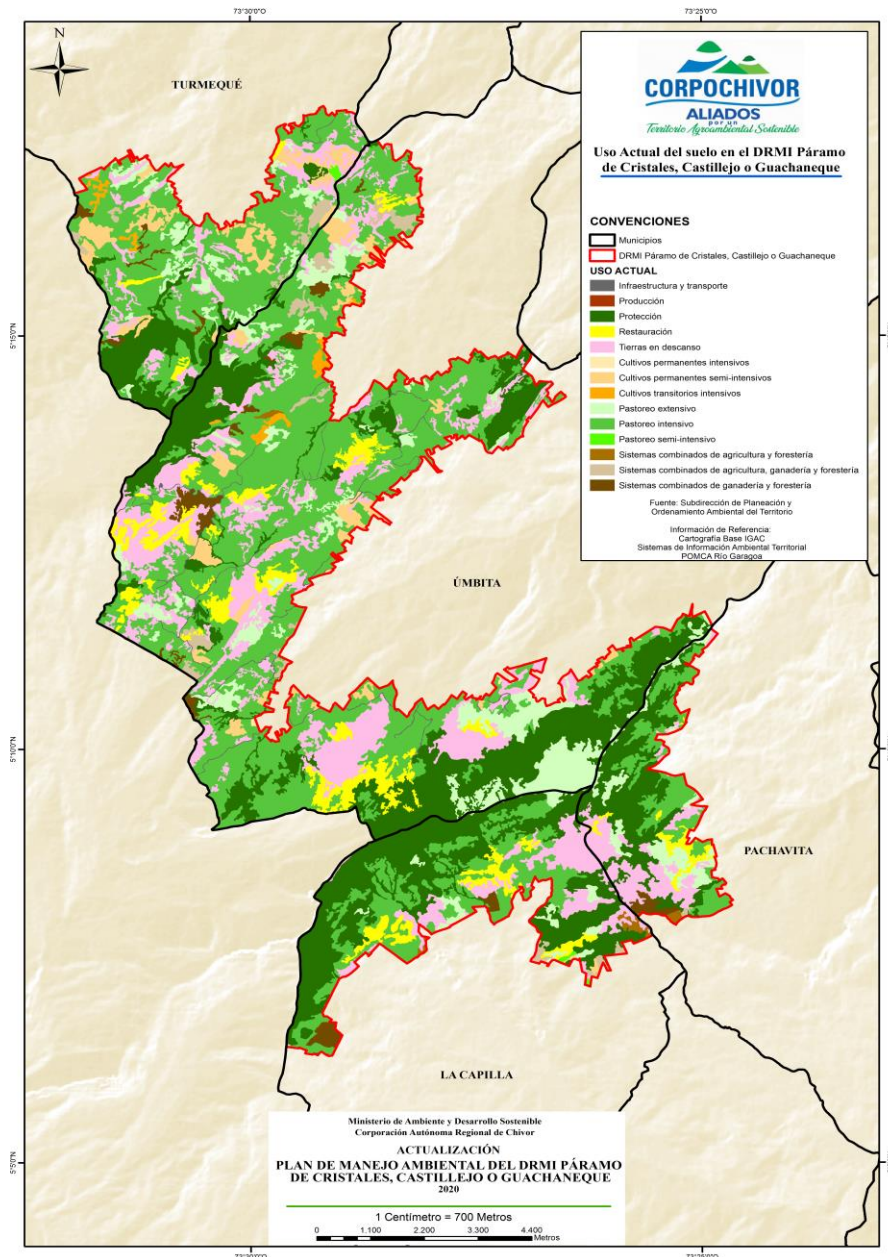 73°30'0"O 73°25'0"O
N
TURMEQUÉ
CORPOCHIVOR
ALIADOS
por un
Territorio Agroambiental Sostenible
Uso Actual del suelo en el DRMI Páramo
de Cristales, Castillejo o Guachaneque
CONVENCIONES
Municipios
DRMI Páramo de Cristales, Castillejo o Guachaneque
USO ACTUAL
Infraestructura y transporte
Producción
Protección
Restauración
Tierras en descanso
Cultivos permanentes intensivos
Cultivos permanentes semi-intensivos
Cultivos transitorios intensivos
Pastoreo extensivo
Pastoreo intensivo
Pastoreo semi-intensivo
Sistemas combinados de agricultura y forestería
Sistemas combinados de agricultura, ganadería y forestería
Sistemas combinados de ganadería y forestería
Fuente: Subdirección de Planeación y
Ordenamiento Ambiental del Territorio
Información de Referencia:
Cartografía Base IGAC
Sistemas de Información Ambiental Territorial
POMCA Río Garagoa
5°15'0"N
ÚMBITA
5°10'0"N
PACHAVITA
LA CAPILLA
5°5'0"N
Ministerio de Ambiente y Desarrollo Sostenible
Corporación Autónoma Regional de Chivor
ACTUALIZACIÓN
PLAN DE MANEJO AMBIENTAL DEL DRMI PÁRAMO
DE CRISTALES, CASTILLEJO O GUACHANEQUE
2020
1 Centímetro = 700 Metros
0 1.100 2.200 3.300 4.400
Metros
73°30'0"O 73°25'0"O